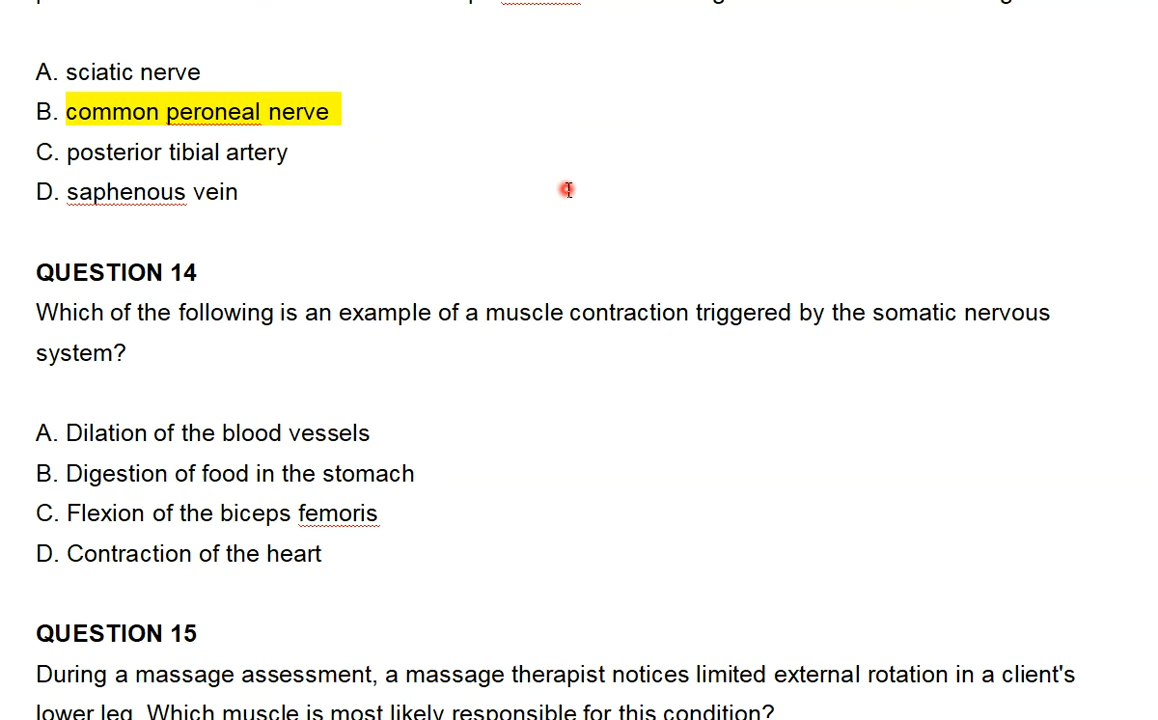 A. sciatic nerve
B. common peroneal nerve
C. posterior tibial artery
D. saphenous vein
QUESTION 14
Which of the following is an example of a muscle contraction triggered by the somatic nervous
system?
A. Dilation of the blood vessels
B. Digestion of food in the stomach
C. Flexion of the biceps femoris
D. Contraction of the heart
QUESTION 15
During a massage assessment, a massage therapist notices limited external rotation in a client's
lower leg. Which muscle is most likely responsible for this condition?